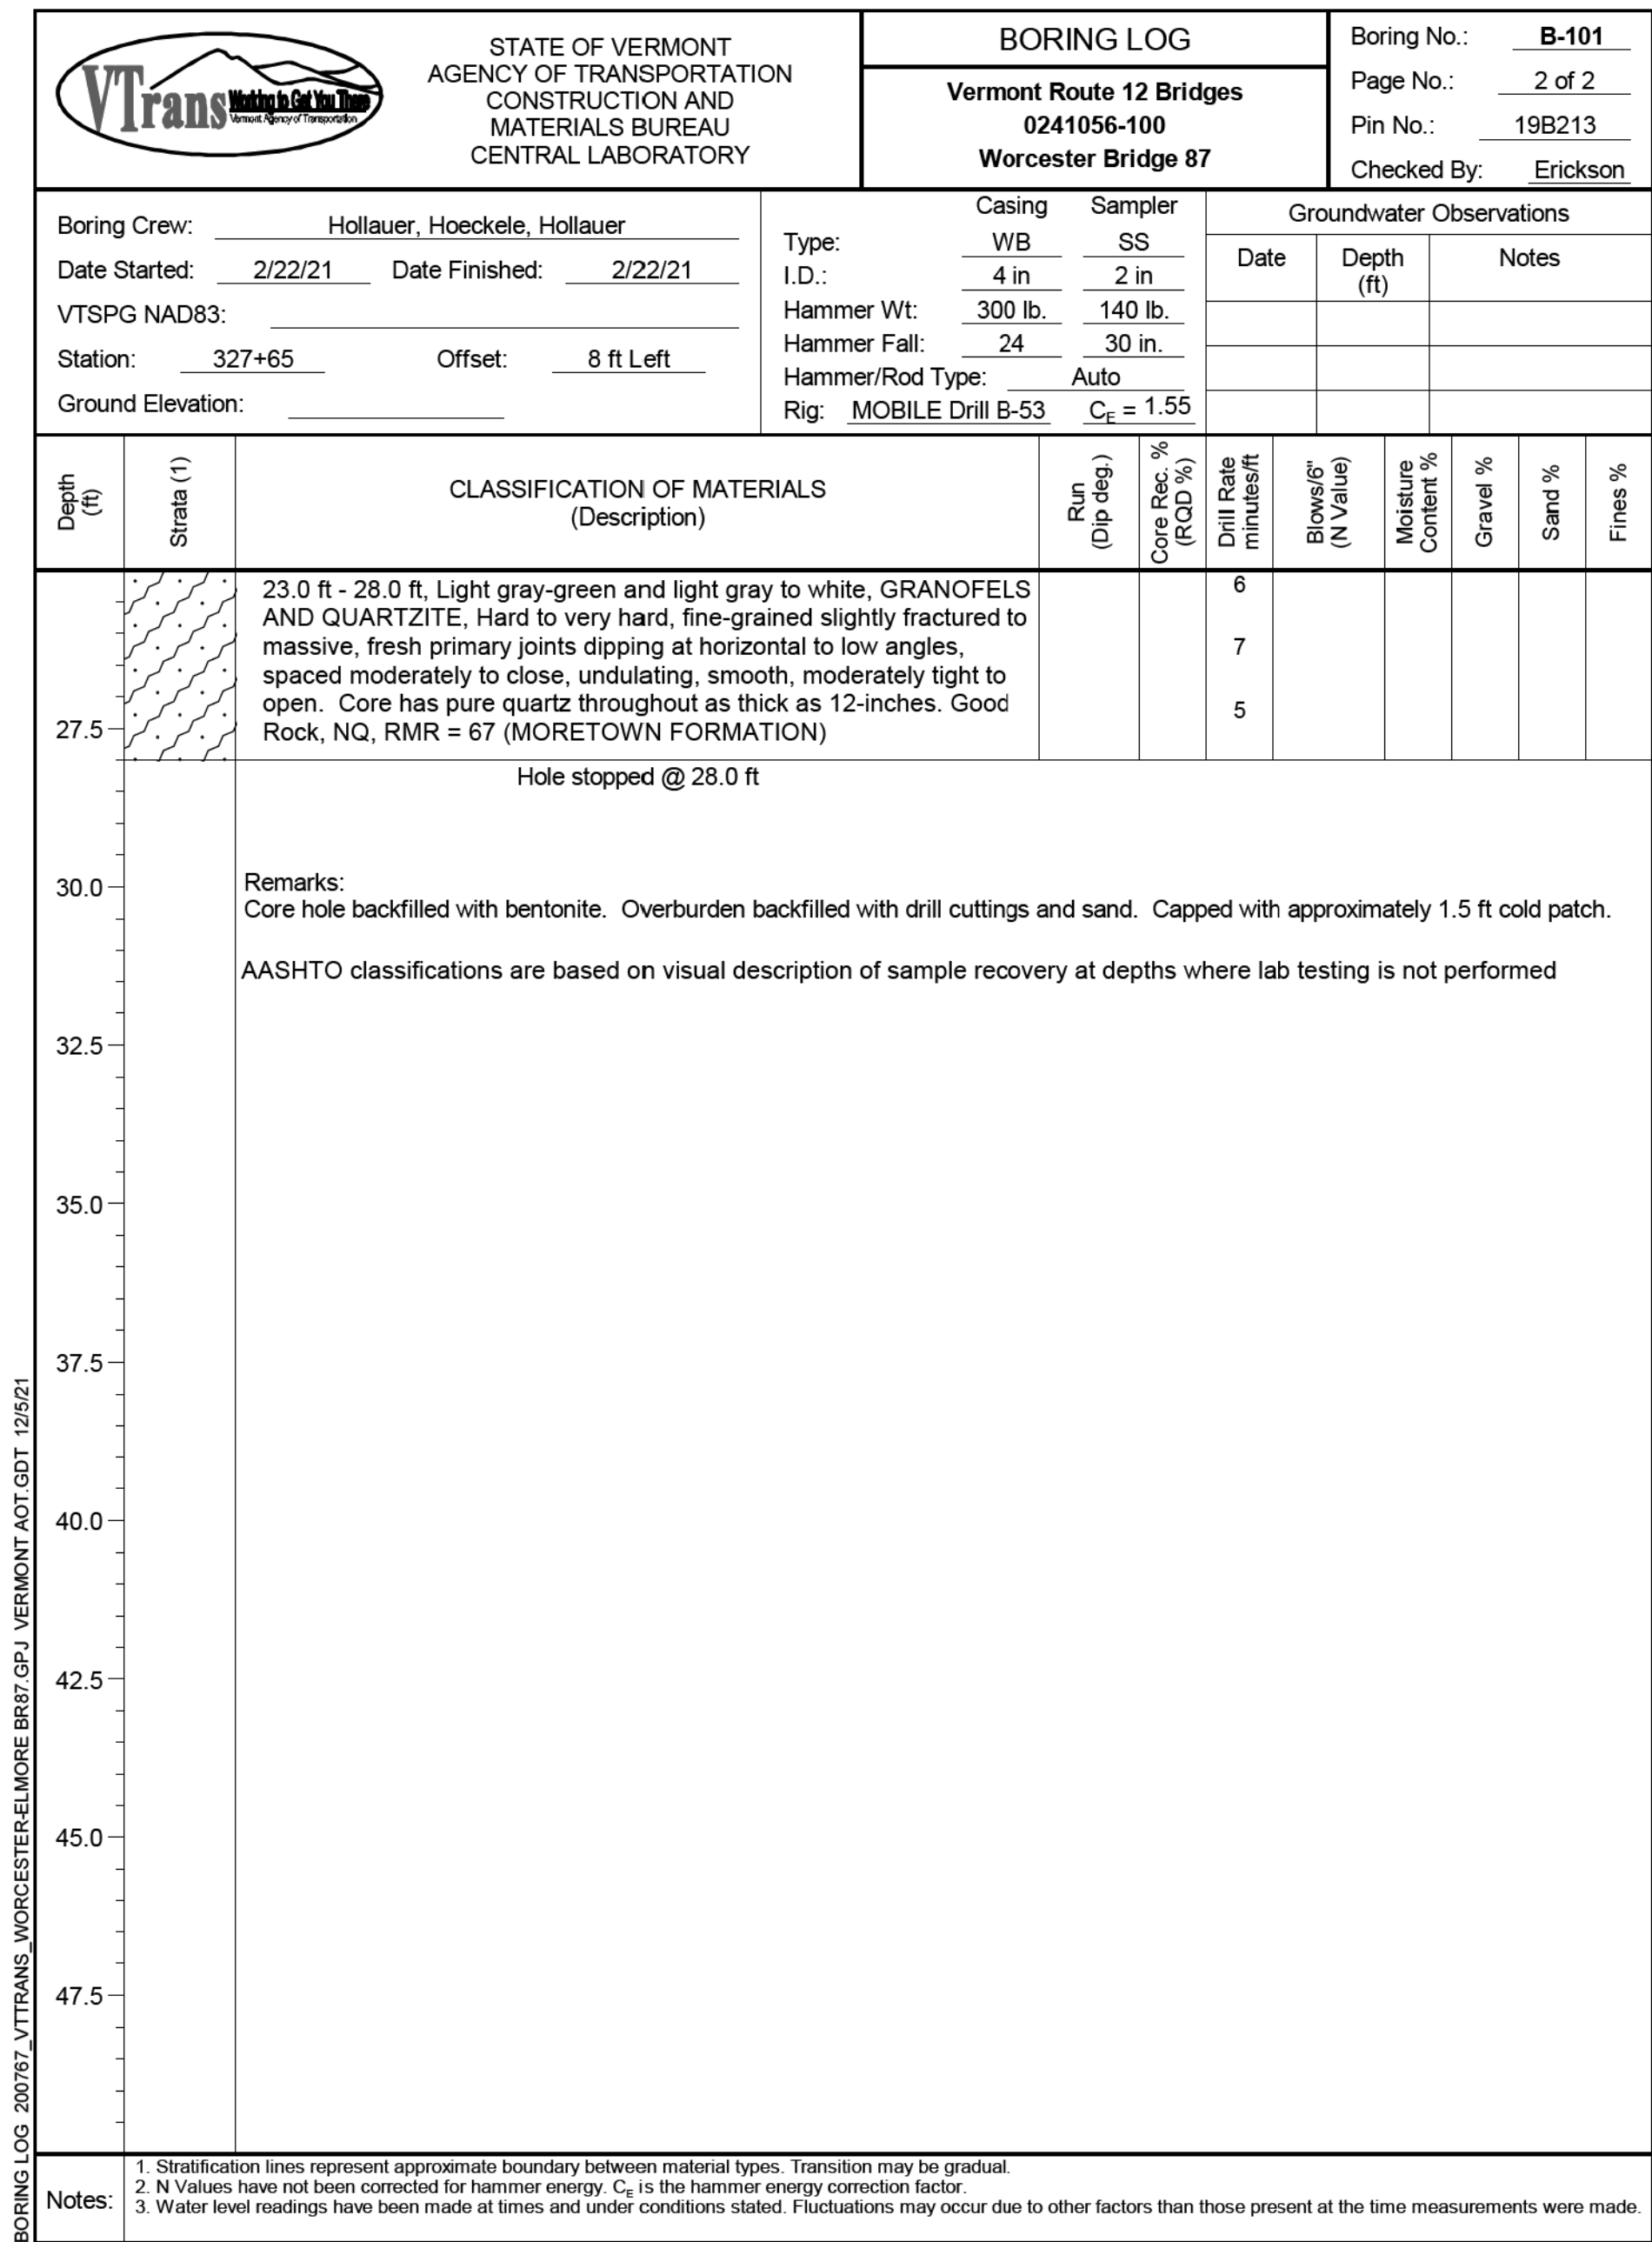 VTrans Working to Get You There
Vermont Agency of Transportation
STATE OF VERMONT
AGENCY OF TRANSPORTATION
CONSTRUCTION AND
MATERIALS BUREAU
CENTRAL LABORATORY
BORING LOG
Vermont Route 12 Bridges
0241056-100
Worcester Bridge 87
Boring No.: B-101
Page No.: 2 of 2
Pin No.: 19B213
Checked By: Erickson
Boring Crew: Hollauer, Hoeckele, Hollauer
Date Started: 2/22/21 Date Finished: 2/22/21
VTSPG NAD83:
Station: 327+65 Offset: 8 ft Left
Ground Elevation:
Casing Sampler
Type: WB SS
I.D.: 4 in 2 in
Hammer Wt: 300 lb. 140 lb.
Hammer Fall: 24 30 in.
Hammer/Rod Type: Auto
Rig: MOBILE Drill B-53 CE = 1.55
Groundwater Observations
Date Depth (ft) Notes
Depth (ft)
Strata (1)
CLASSIFICATION OF MATERIALS
(Description)
Run (Dip deg.)
Core Rec. % (RQD %)
Drill Rate minutes/ft
Blows/6" (N Value)
Moisture Content %
Gravel %
Sand %
Fines %
23.0 ft - 28.0 ft, Light gray-green and light gray to white, GRANOFELS
AND QUARTZITE, Hard to very hard, fine-grained slightly fractured to
massive, fresh primary joints dipping at horizontal to low angles,
spaced moderately to close, undulating, smooth, moderately tight to
open. Core has pure quartz throughout as thick as 12-inches. Good
Rock, NQ, RMR = 67 (MORETOWN FORMATION)
6
7
5
27.5
Hole stopped @ 28.0 ft
30.0
Remarks:
Core hole backfilled with bentonite. Overburden backfilled with drill cuttings and sand. Capped with approximately 1.5 ft cold patch.
AASHTO classifications are based on visual description of sample recovery at depths where lab testing is not performed
32.5
35.0
37.5
40.0
42.5
45.0
47.5
BORING LOG 200767_VTTRANS_WORCESTER-ELMORE BR87.GPJ VERMONT AOT.GDT 12/5/21
Notes:
1. Stratification lines represent approximate boundary between material types. Transition may be gradual.
2. N Values have not been corrected for hammer energy. CE is the hammer energy correction factor.
3. Water level readings have been made at times and under conditions stated. Fluctuations may occur due to other factors than those present at the time measurements were made.